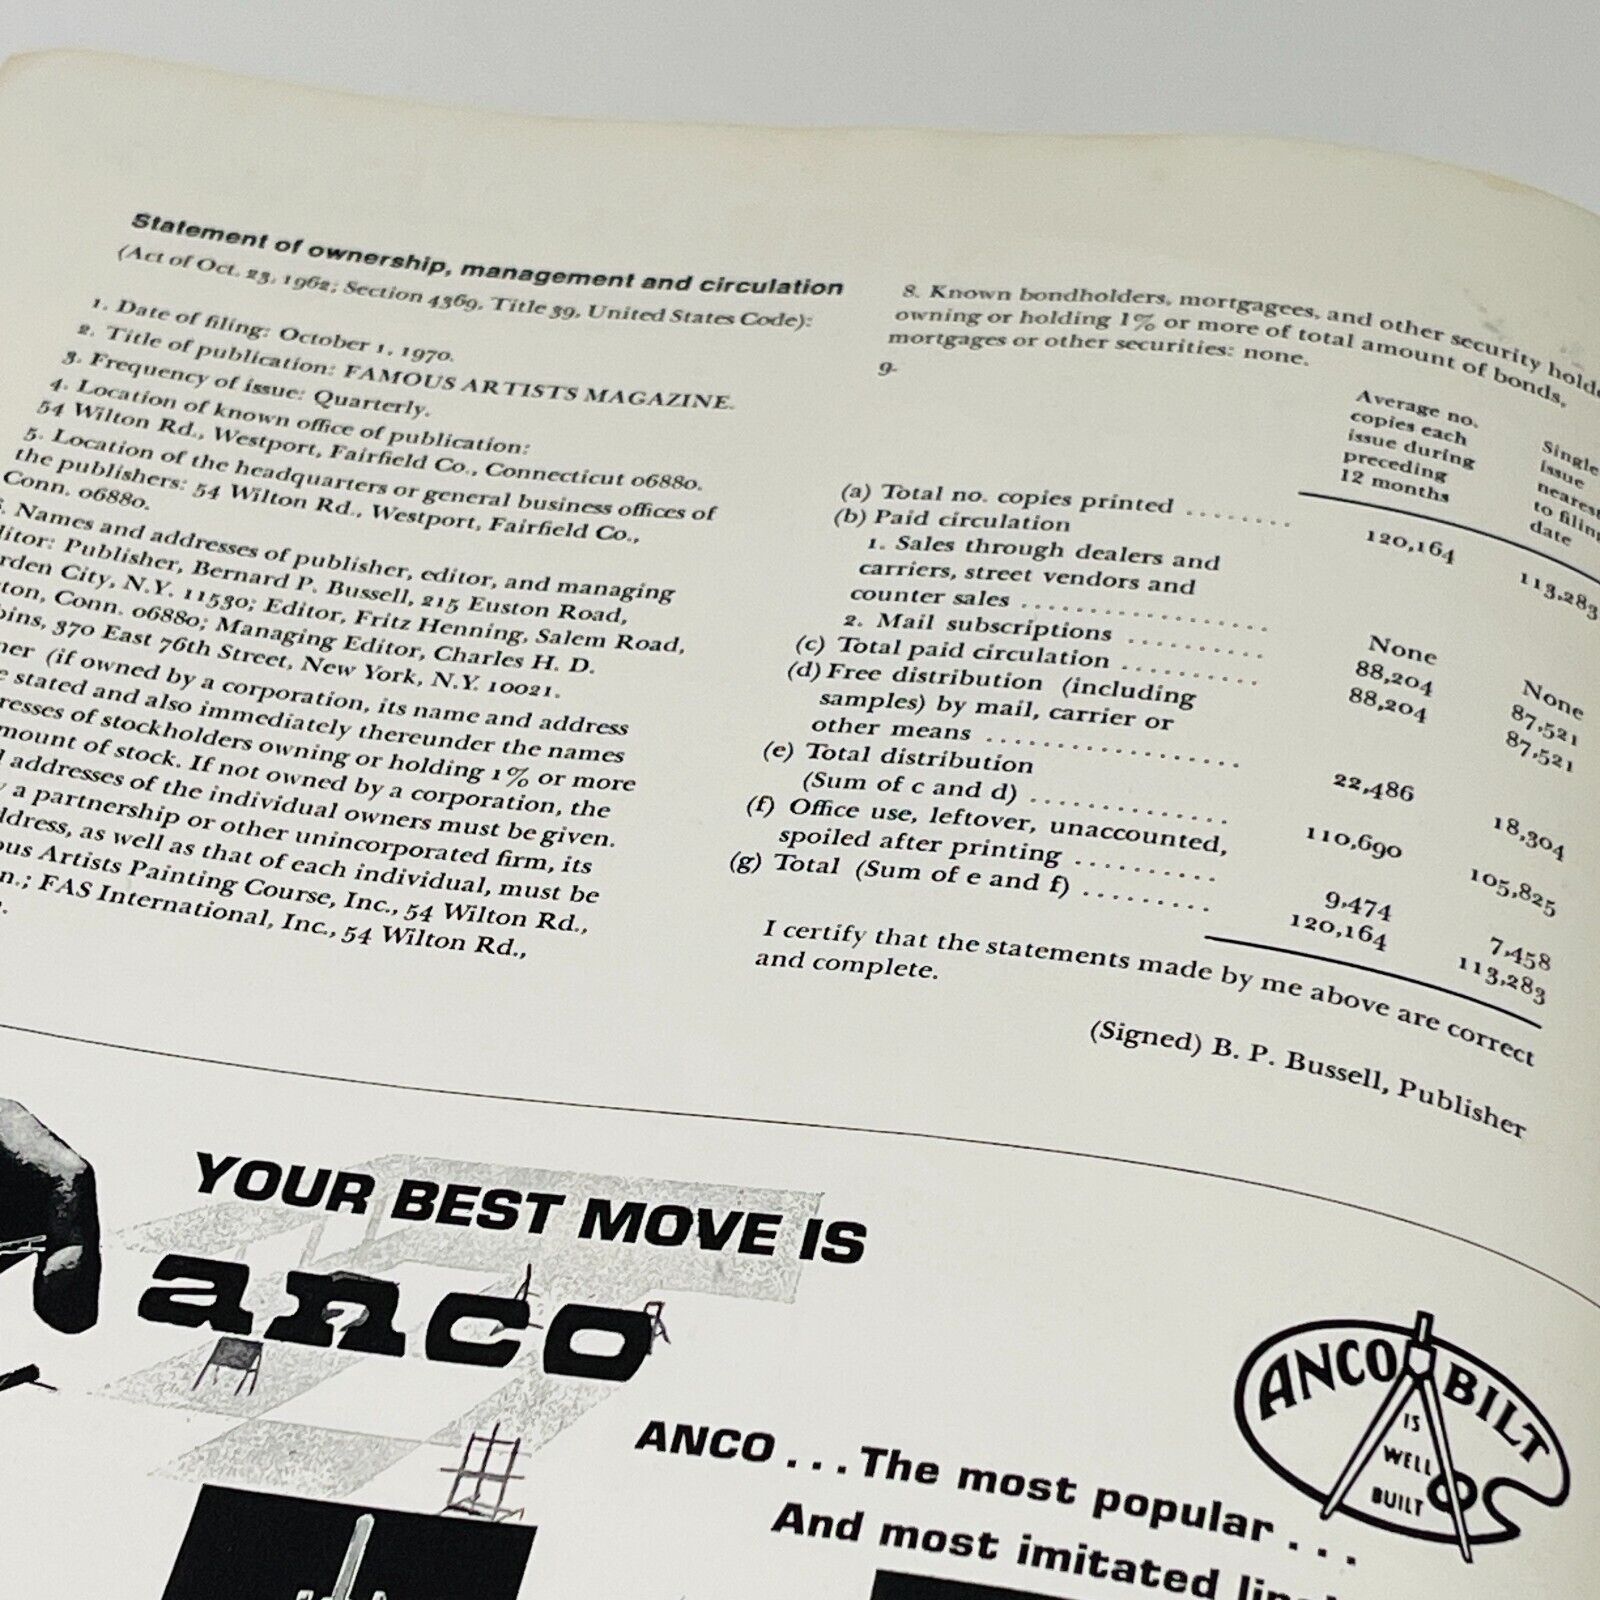 Statement of ownership, management and circulation
(Act of Oct. 23, 1962; Section 4369, Title 39, United States Code):
1. Date of filing: October 1, 1970.
2. Title of publication: FAMOUS ARTISTS MAGAZINE.
3. Frequency of issue: Quarterly.
4. Location of known office of publication:
54 Wilton Rd., Westport, Fairfield Co., Connecticut 06880.
5. Location of the headquarters or general business offices of
the publishers: 54 Wilton Rd., Westport, Fairfield Co.,
Conn. 06880.
. Names and addresses of publisher, editor, and managing
itor: Publisher, Bernard P. Bussell, 215 Euston Road,
rden City, N.Y. 11530; Editor, Fritz Henning, Salem Road,
ton, Conn. 06880; Managing Editor, Charles H. D.
bins, 370 East 76th Street, New York, N.Y. 10021.
ner (if owned by a corporation, its name and address
e stated and also immediately thereunder the names
resses of stockholders owning or holding 1% or more
mount of stock. If not owned by a corporation, the
l addresses of the individual owners must be given.
y a partnership or other unincorporated firm, its
ldress, as well as that of each individual, must be
ous Artists Painting Course, Inc., 54 Wilton Rd.,
n.; FAS International, Inc., 54 Wilton Rd.,
8. Known bondholders, mortgagees, and other security holde
owning or holding 1% or more of total amount of bonds,
mortgages or other securities: none.
9.
Average no.
copies each
issue during
preceding
12 months
Single
issue
nearest
to filing
date
(a) Total no. copies printed ........ 120,164 113,283
(b) Paid circulation
1. Sales through dealers and
carriers, street vendors and
counter sales ................ None None
2. Mail subscriptions .......... 88,204 87,521
(c) Total paid circulation .......... 88,204 87,521
(d) Free distribution (including
samples) by mail, carrier or
other means ................. 22,486 18,304
(e) Total distribution
(Sum of c and d) ............. 110,690 105,825
(f) Office use, leftover, unaccounted,
spoiled after printing .......... 9,474 7,458
(g) Total (Sum of e and f) ......... 120,164 113,283
I certify that the statements made by me above are correct
and complete.
(Signed) B. P. Bussell, Publisher
YOUR BEST MOVE IS
anco
ANCO BILT
IS
WELL
BUILT
ANCO . . . The most popular . . .
And most imitated